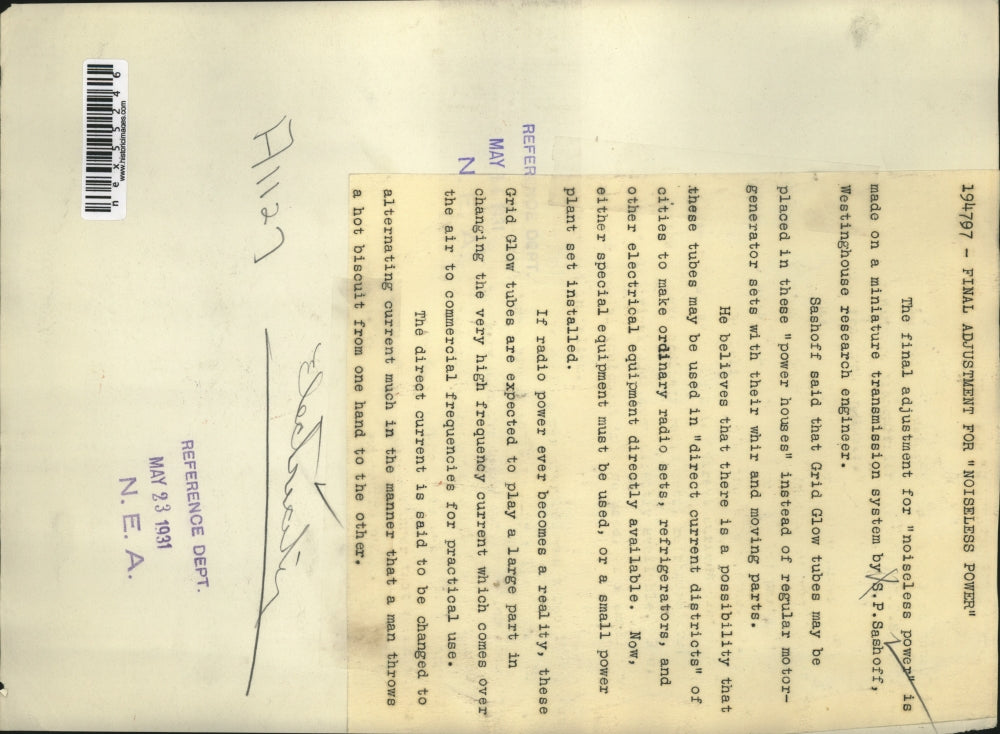 194797 - FINAL ADJUSTMENT FOR "NOISELESS POWER"
The final adjustment for "noiseless power" is
made on a miniature transmission system by S.P.Sashoff,
Westinghouse research engineer.
Sashoff said that Grid Glow tubes may be
placed in these "power houses" instead of regular motor-
generator sets with their whir and moving parts.
He believes that there is a possibility that
these tubes may be used in "direct current districts" of
cities to make ordinary radio sets, refrigerators, and
other electrical equipment directly available. Now,
either special equipment must be used, or a small power
plant set installed.
If radio power ever becomes a reality, these
Grid Glow tubes are expected to play a large part in
changing the very high frequency current which comes over
the air to commercial frequencies for practical use.
The direct current is said to be changed to
alternating current much in the manner that a man throws
a hot biscuit from one hand to the other.
REFER
MAY
N
Electricity
REFERENCE DEPT.
MAY 23 1931
N. E. A.
www.historicimages.com
nex55246